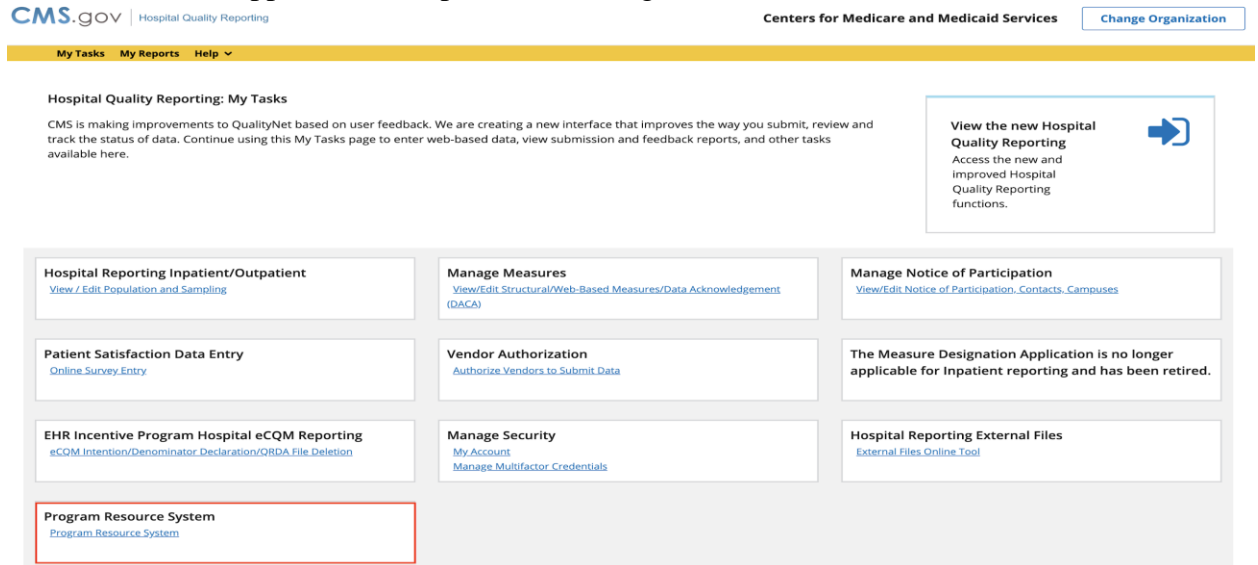 CMS.gov | Hospital Quality Reporting
Centers for Medicare and Medicaid Services
Change Organization
My Tasks My Reports Help
Hospital Quality Reporting: My Tasks
CMS is making improvements to QualityNet based on user feedback. We are creating a new interface that improves the way you submit, review and
track the status of data. Continue using this My Tasks page to enter web-based data, view submission and feedback reports, and other tasks
available here.
View the new Hospital
Quality Reporting
Access the new and
improved Hospital
Quality Reporting
functions.
Hospital Reporting Inpatient/Outpatient
View / Edit Population and Sampling
Manage Measures
View/Edit Structural/Web-Based Measures/Data Acknowledgement
(DACA)
Manage Notice of Participation
View/Edit Notice of Participation, Contacts, Campuses
Patient Satisfaction Data Entry
Online Survey Entry
Vendor Authorization
Authorize Vendors to Submit Data
The Measure Designation Application is no longer
applicable for Inpatient reporting and has been retired.
EHR Incentive Program Hospital eCQM Reporting
eCQM Intention/Denominator Declaration/QRDA File Deletion
Manage Security
My Account
Manage Multifactor Credentials
Hospital Reporting External Files
External Files Online Tool
Program Resource System
Program Resource System